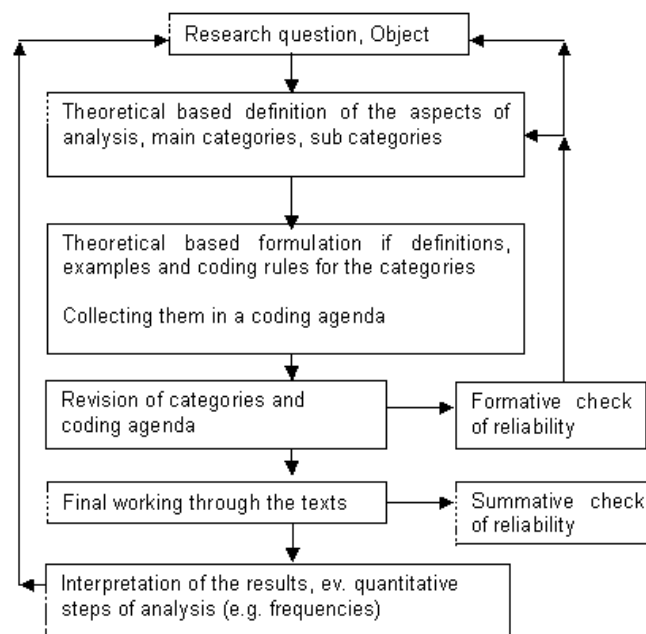 Research question, Object
Theoretical based definition of the aspects of
analysis, main categories, sub categories
Theoretical based formulation if definitions,
examples and coding rules for the categories
Collecting them in a coding agenda
Revision of categories and
coding agenda
Formative check
of reliability
Final working through the texts
Summative check
of reliability
Interpretation of the results, ev. quantitative
steps of analysis (e.g. frequencies)